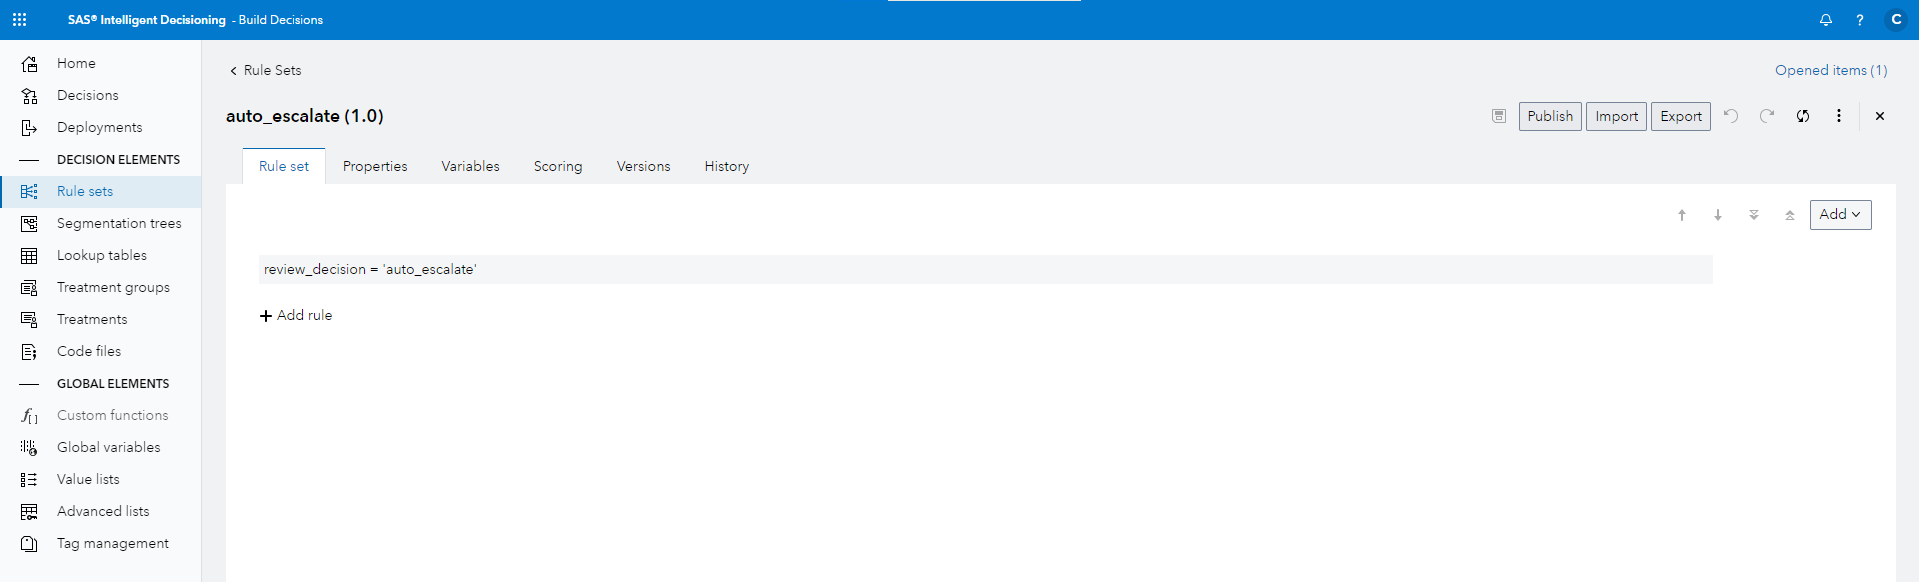 SAS® Intelligent Decisioning - Build Decisions
? C
Home
Decisions
Deployments
DECISION ELEMENTS
Rule sets
Segmentation trees
Lookup tables
Treatment groups
Treatments
Code files
GLOBAL ELEMENTS
Custom functions
Global variables
Value lists
Advanced lists
Tag management
Rule Sets
Opened items (1)
auto_escalate (1.0)
Publish Import Export
Rule set Properties Variables Scoring Versions History
Add
review_decision = 'auto_escalate'
Add rule